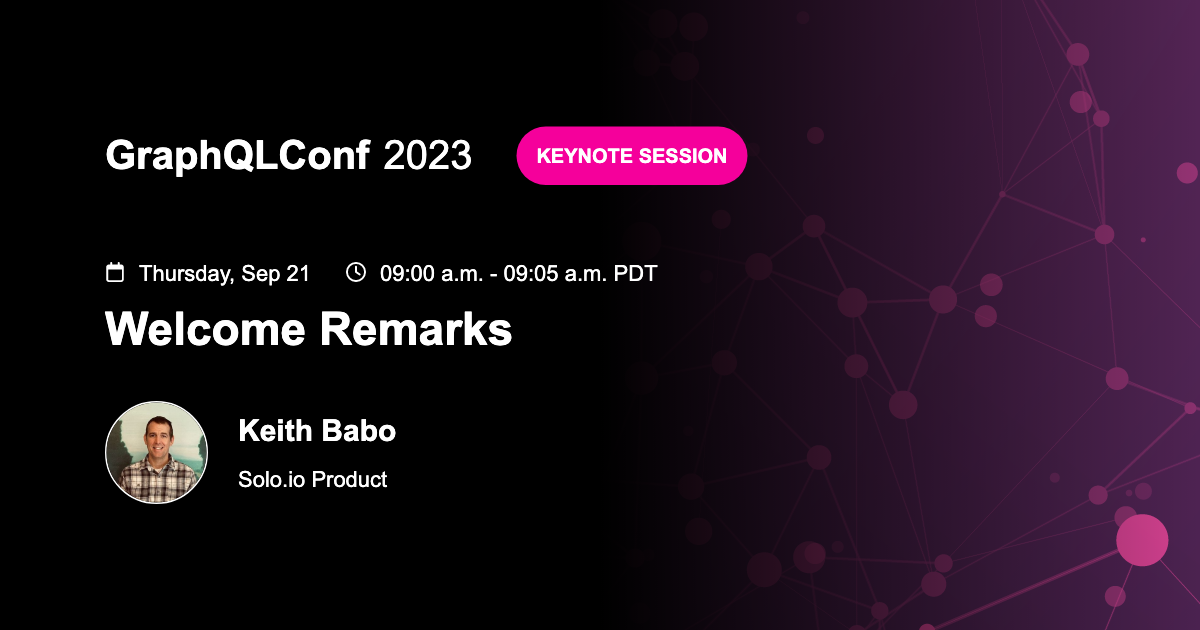 GraphQLConf 2023 KEYNOTE SESSION
Thursday, Sep 21 09:00 a.m. - 09:05 a.m. PDT
Welcome Remarks
Keith Babo
Solo.io Product